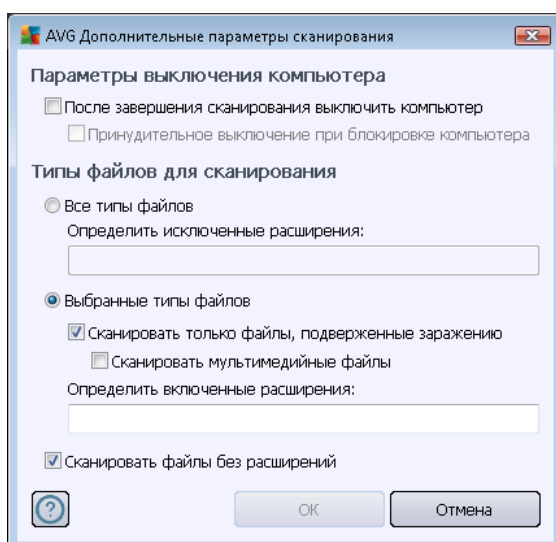 AVG Дополнительные параметры сканирования
Параметры выключения компьютера
После завершения сканирования выключить компьютер
Принудительное выключение при блокировке компьютера
Типы файлов для сканирования
Все типы файлов
Определить исключенные расширения:
Выбранные типы файлов
Сканировать только файлы, подверженные заражению
Сканировать мультимедийные файлы
Определить включенные расширения:
Сканировать файлы без расширений
? ОК Отмена